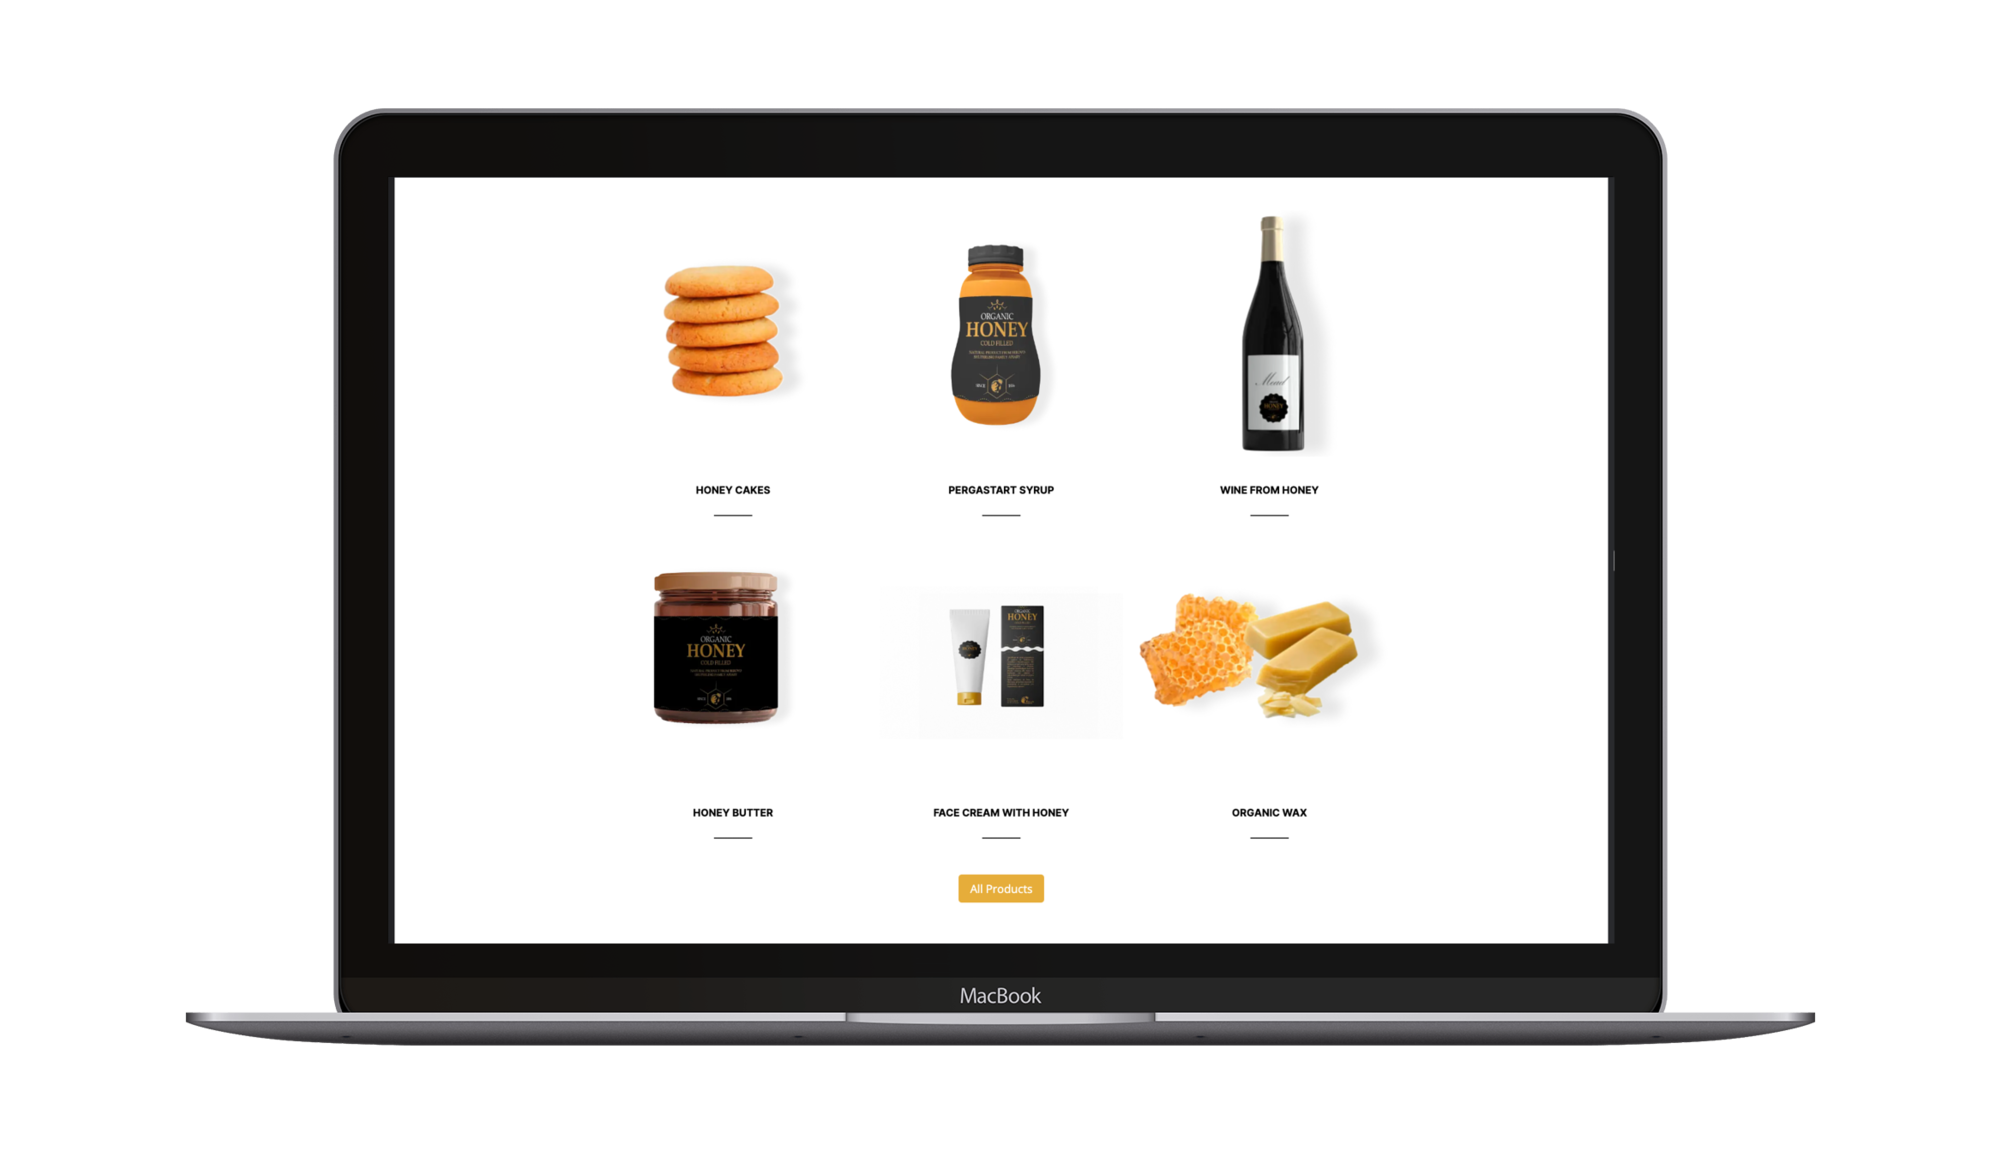 ORGANIC
HONEY
COLD FILLED
Mead
HONEY
HONEY CAKES
PERGASTART SYRUP
WINE FROM HONEY
ORGANIC
HONEY
COLD FILLED
HONEY
ORGANIC
HONEY
HONEY BUTTER
FACE CREAM WITH HONEY
ORGANIC WAX
All Products
MacBook